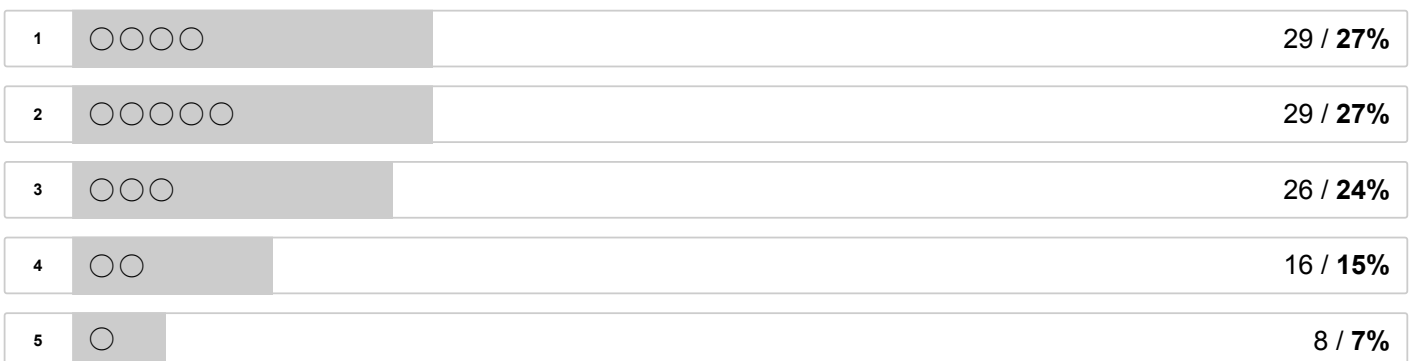 1 ○○○○ 29 / 27%
2 ○○○○○ 29 / 27%
3 ○○○ 26 / 24%
4 ○○ 16 / 15%
5 ○ 8 / 7%